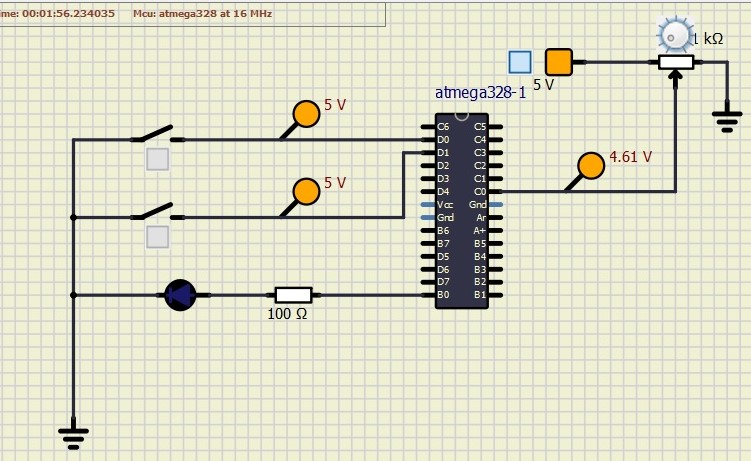 me: 00:01:56.234035 Mcu: atmega328 at 16 MHz
1 kΩ
5 V
atmega328-1
5 V
4.61 V
5 V
C6 C5
D0 C4
D1 C3
D2 C2
D3 C1
D4 C0
Vcc Gnd
Gnd Ar
B6 A+
B7 B5
D5 B4
D6 B3
D7 B2
B0 B1
100 Ω